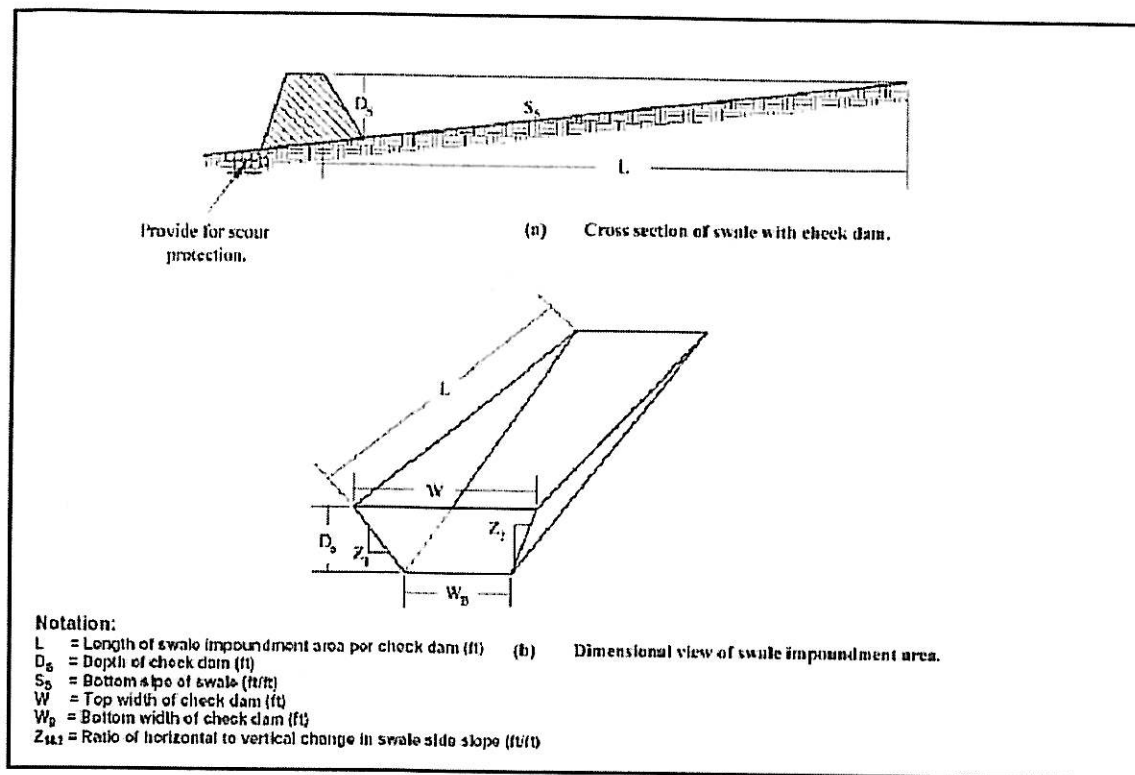 D_S
S_S
L
Provide for scour
protection.
(a) Cross section of swale with check dam.
L
W
D_S
Z_1
Z_2
W_B
Notation:
L = Length of swale impoundment area per check dam (ft)
(b) Dimensional view of swale impoundment area.
D_S = Depth of check dam (ft)
S_S = Bottom slpo of swale (ft/ft)
W = Top width of check dam (ft)
W_B = Bottom width of check dam (ft)
Z_1&2 = Ratio of horizontal to vertical change in swale side slope (ft/ft)